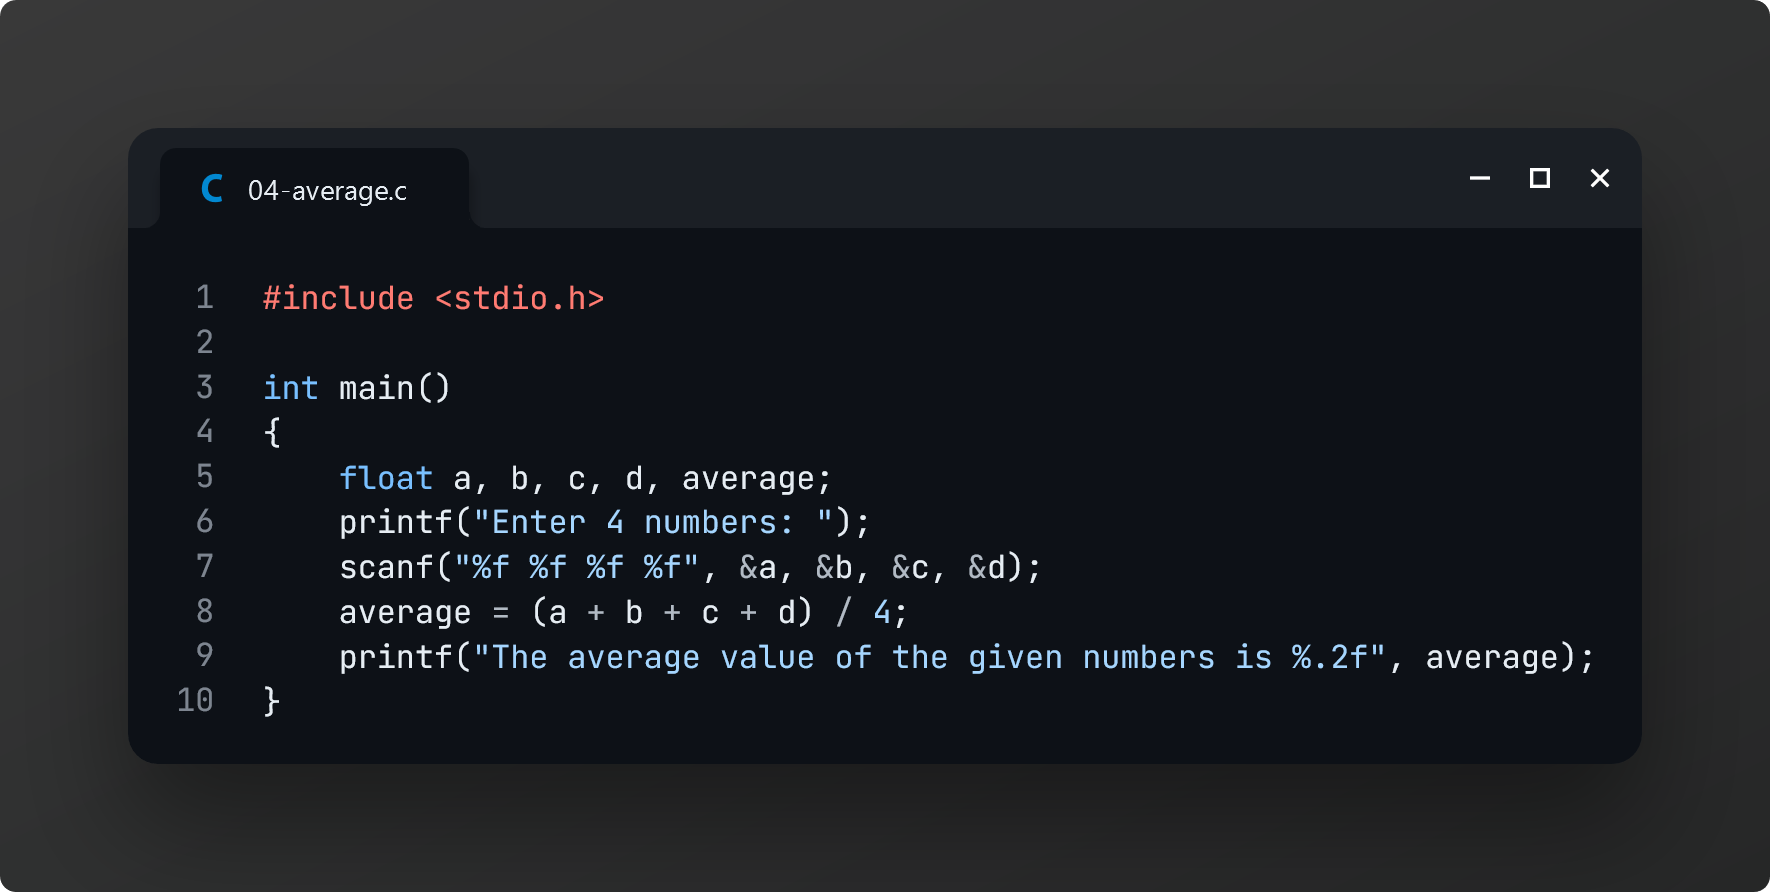 C 04-average.c
1 #include <stdio.h>
2
3 int main()
4 {
5     float a, b, c, d, average;
6     printf("Enter 4 numbers: ");
7     scanf("%f %f %f %f", &a, &b, &c, &d);
8     average = (a + b + c + d) / 4;
9     printf("The average value of the given numbers is %.2f", average);
10 }